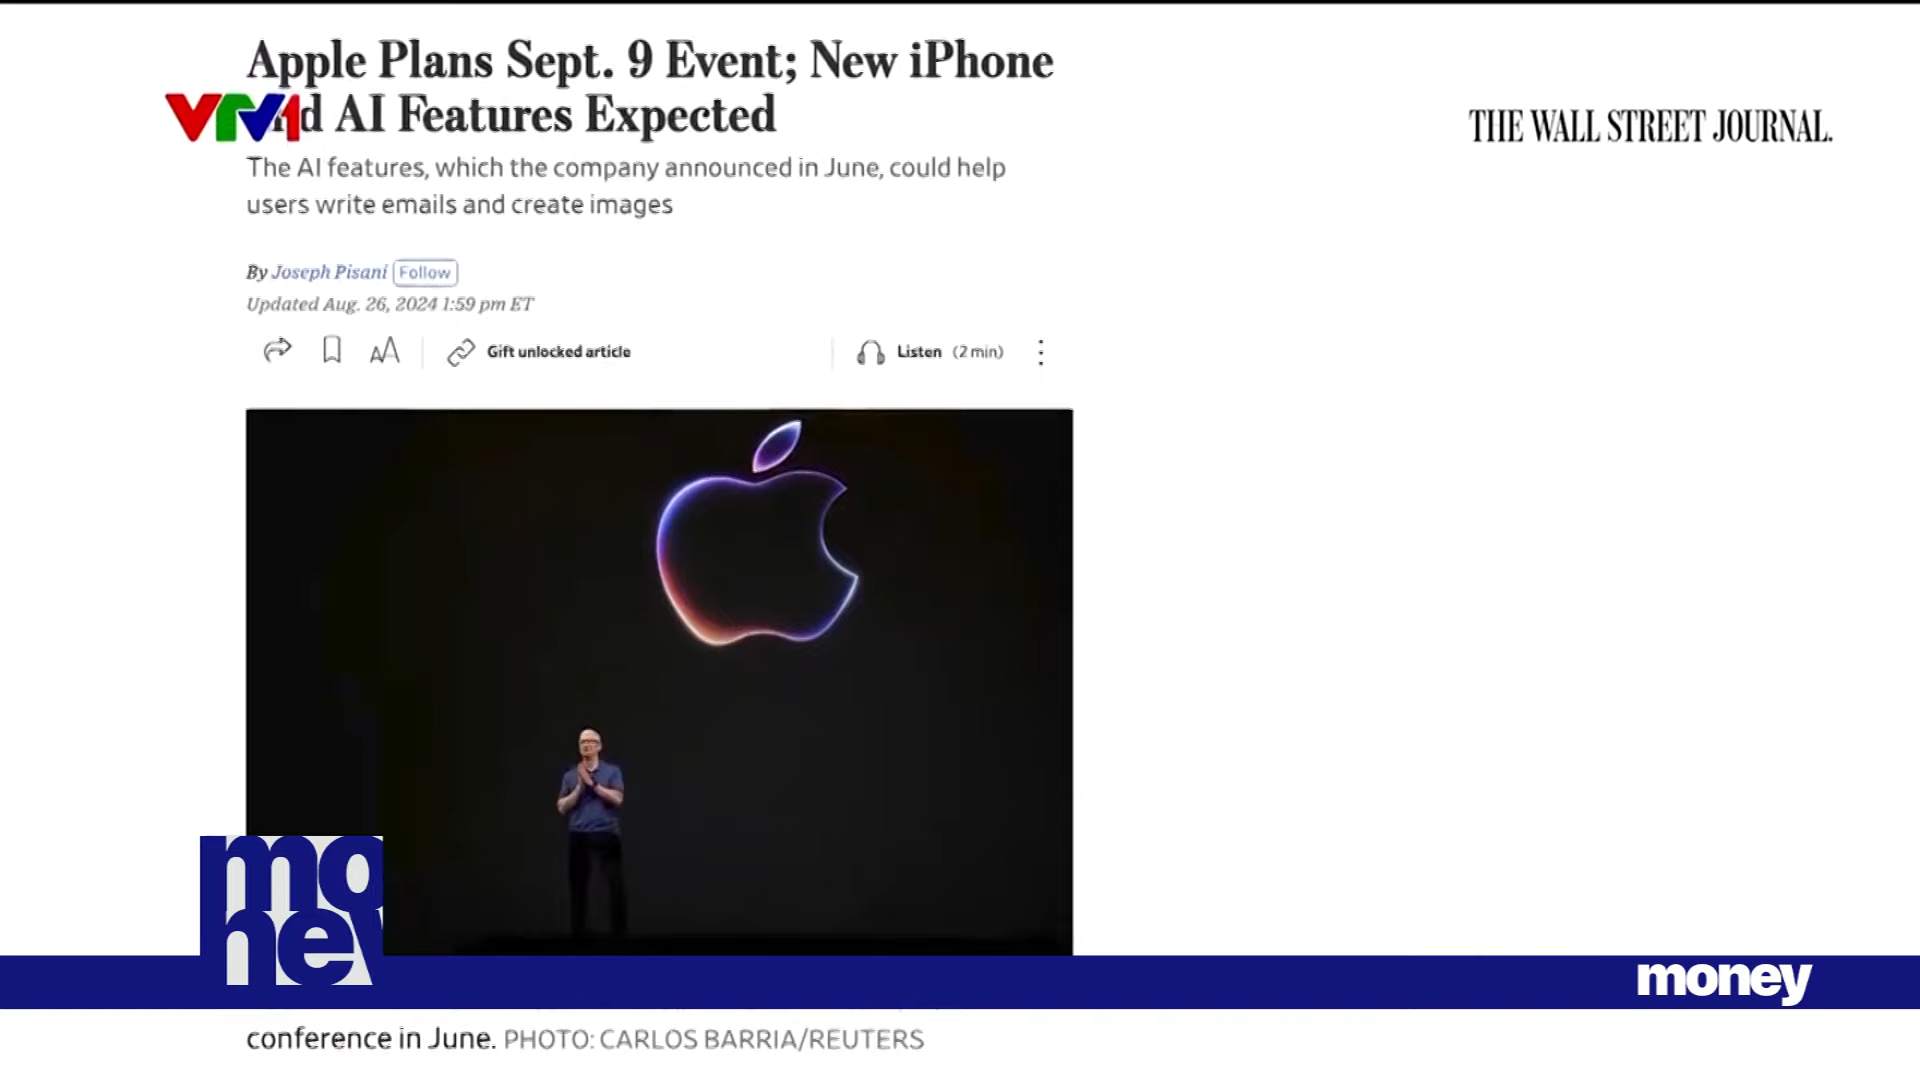 Apple Plans Sept. 9 Event; New iPhone
VTV1
AI Features Expected
THE WALL STREET JOURNAL.
The AI features, which the company announced in June, could help
users write emails and create images
By Joseph Pisani Follow
Updated Aug. 26, 2024 1:59 pm ET
AA Gift unlocked article Listen (2 min)
mo
ney
money
conference in June. PHOTO: CARLOS BARRIA/REUTERS